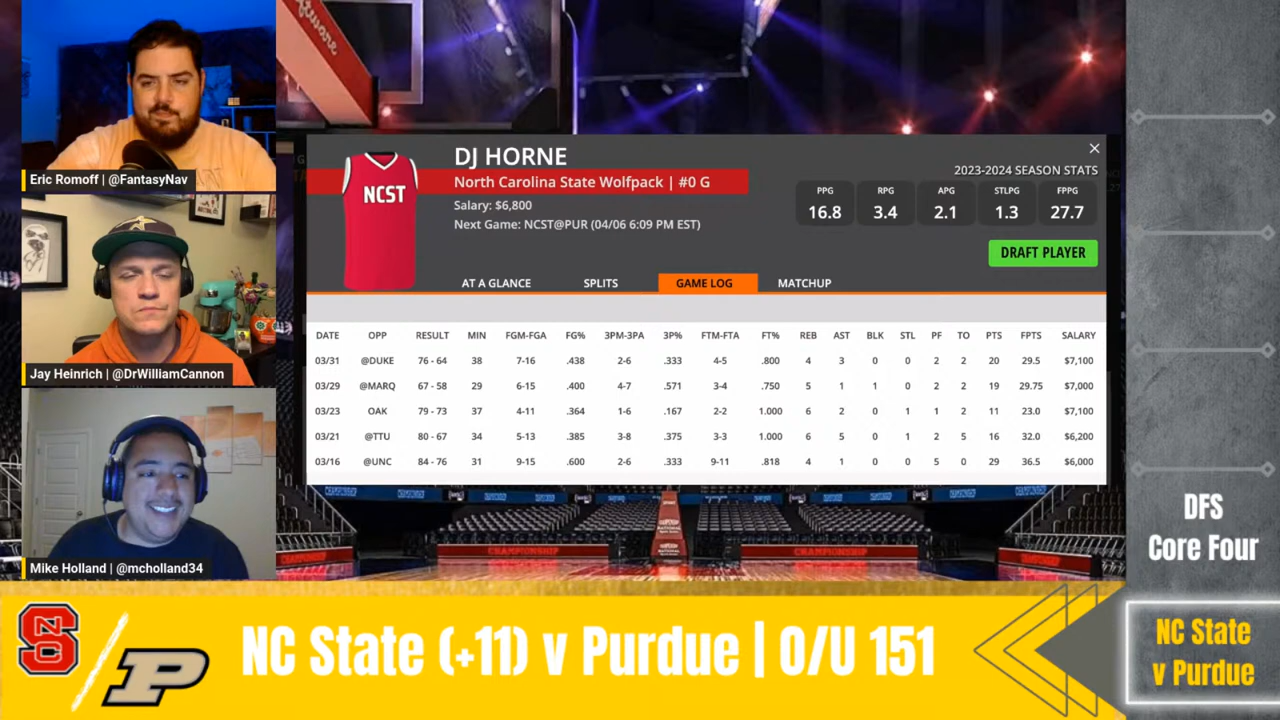 Eric Romoff | @FantasyNav
Jay Heinrich | @DrWilliamCannon
Mike Holland | @mcholland34
ftware
NCST
DJ HORNE
North Carolina State Wolfpack | #0 G
Salary: $6,800
Next Game: NCST@PUR (04/06 6:09 PM EST)
2023-2024 SEASON STATS
PPG RPG APG STLPG FPPG
16.8 3.4 2.1 1.3 27.7
DRAFT PLAYER
AT A GLANCE SPLITS GAME LOG MATCHUP
DATE OPP RESULT MIN FGM-FGA FG% 3PM-3PA 3P% FTM-FTA FT% REB AST BLK STL PF TO PTS FPTS SALARY
03/31 @DUKE 76 - 64 38 7-16 .438 2-6 .333 4-5 .800 4 3 0 0 2 2 20 29.5 $7,100
03/29 @MARQ 67 - 58 29 6-15 .400 4-7 .571 3-4 .750 5 1 1 0 2 2 19 29.75 $7,000
03/23 OAK 79 - 73 37 4-11 .364 1-6 .167 2-2 1.000 6 2 0 1 1 2 11 23.0 $7,100
03/21 @TTU 80 - 67 34 5-13 .385 3-8 .375 3-3 1.000 6 5 0 1 2 5 16 32.0 $6,200
03/16 @UNC 84 - 76 31 9-15 .600 2-6 .333 9-11 .818 4 1 0 0 5 0 29 36.5 $6,000
CHAMPIONSHIP CHAMPIONSHIP
DFS
Core Four
NC State
v Purdue
NC State (+11) v Purdue | O/U 151